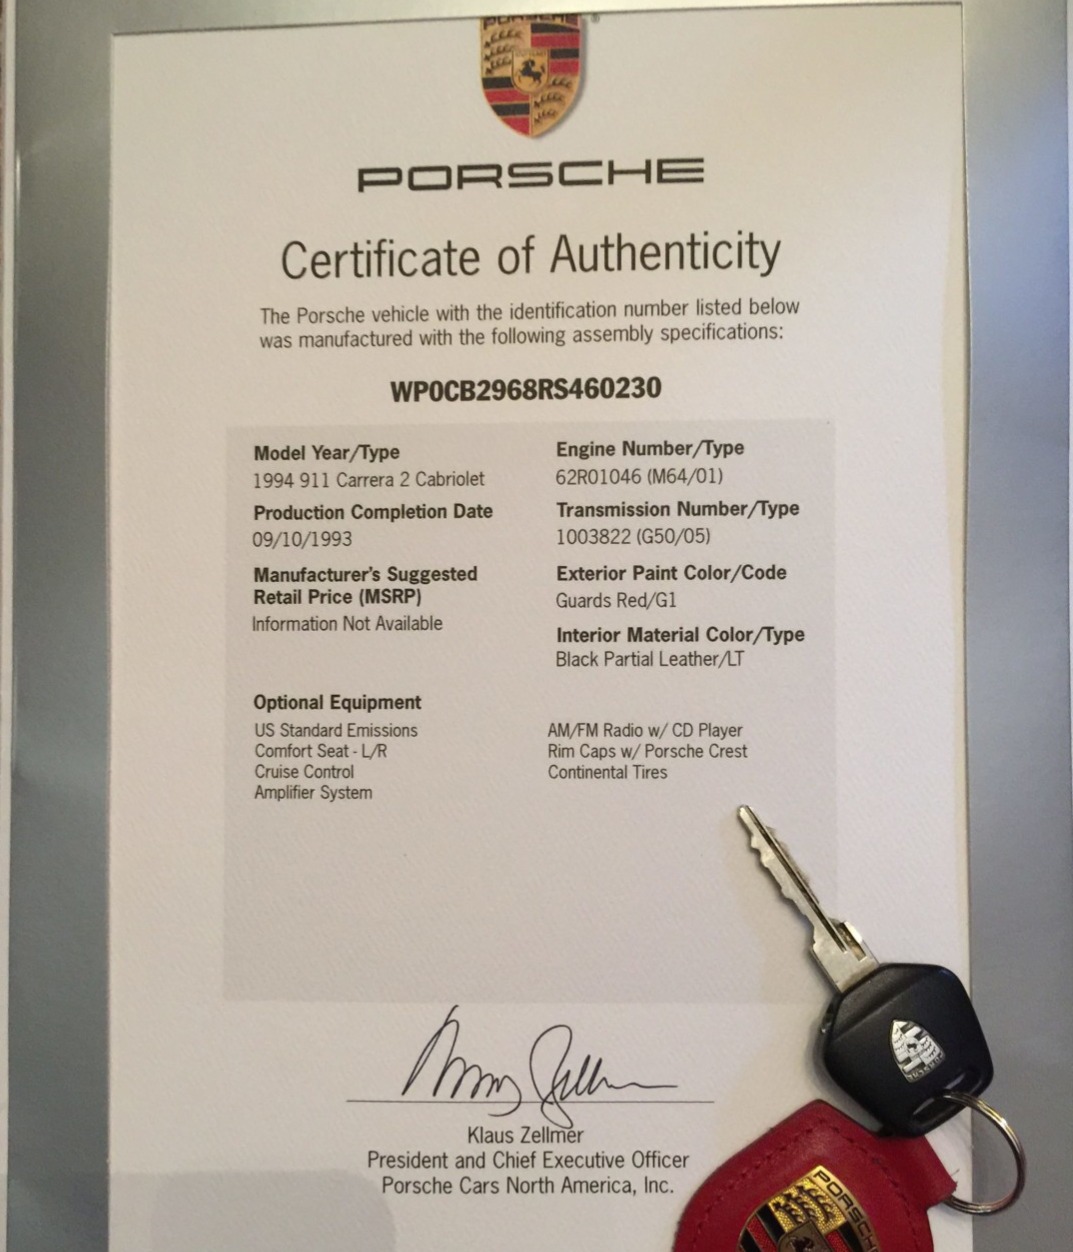 PORSCHE
PORSCHE
Certificate of Authenticity
The Porsche vehicle with the identification number listed below
was manufactured with the following assembly specifications:
WP0CB2968RS460230
Model Year/Type
1994 911 Carrera 2 Cabriolet
Production Completion Date
09/10/1993
Manufacturer's Suggested
Retail Price (MSRP)
Information Not Available
Engine Number/Type
62R01046 (M64/01)
Transmission Number/Type
1003822 (G50/05)
Exterior Paint Color/Code
Guards Red/G1
Interior Material Color/Type
Black Partial Leather/LT
Optional Equipment
US Standard Emissions
Comfort Seat - L/R
Cruise Control
Amplifier System
AM/FM Radio w/ CD Player
Rim Caps w/ Porsche Crest
Continental Tires
Klaus Zellmer
President and Chief Executive Officer
Porsche Cars North America, Inc.
PORSCHE